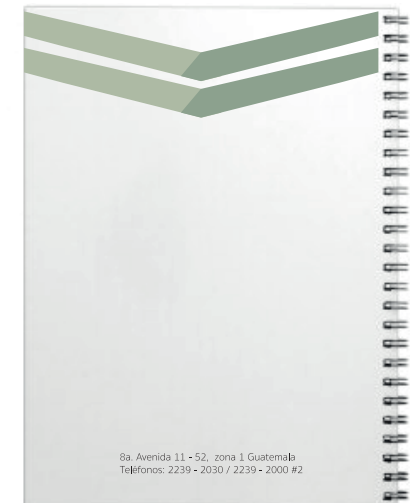 8a. Avenida 11 - 52, zona 1 Guatemala
Teléfonos: 2239 - 2030 / 2239 - 2000 #2